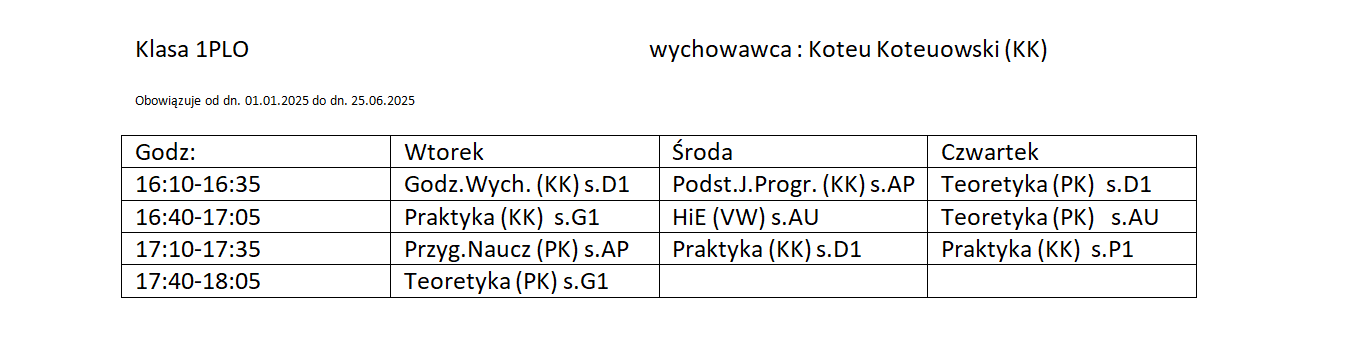 Klasa 1PLO wychowawca : Koteu Koteuowski (KK)
Obowiązuje od dn. 01.01.2025 do dn. 25.06.2025
Godz: Wtorek Środa Czwartek
16:10-16:35 Godz.Wych. (KK) s.D1 Podst.J.Progr. (KK) s.AP Teoretyka (PK) s.D1
16:40-17:05 Praktyka (KK) s.G1 HiE (VW) s.AU Teoretyka (PK) s.AU
17:10-17:35 Przyg.Naucz (PK) s.AP Praktyka (KK) s.D1 Praktyka (KK) s.P1
17:40-18:05 Teoretyka (PK) s.G1